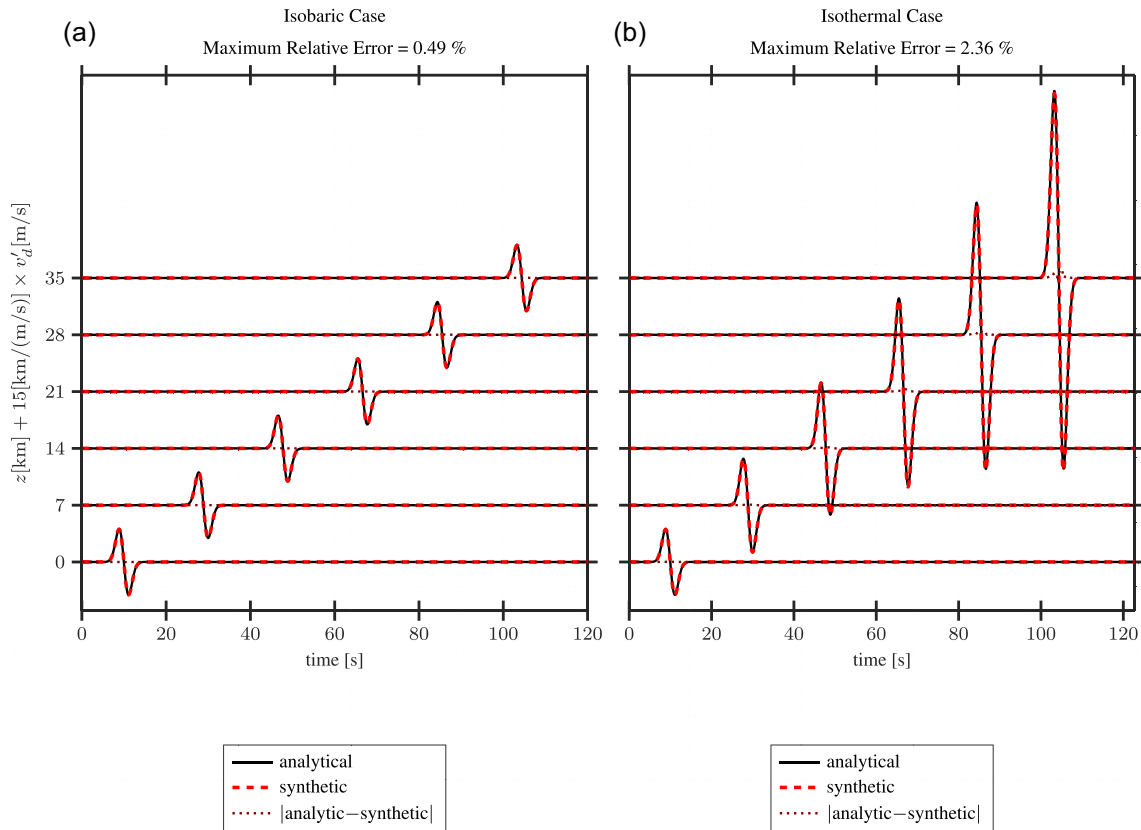 Isobaric Case
(a)
Maximum Relative Error = 0.49 %
Isothermal Case
(b)
Maximum Relative Error = 2.36 %
z[km] + 15[km/(m/s)] × v′d[m/s]
35
28
21
14
7
0
0 20 40 60 80 100 120
time [s]
0 20 40 60 80 100 120
time [s]
analytical
synthetic
|analytic−synthetic|
analytical
synthetic
|analytic−synthetic|